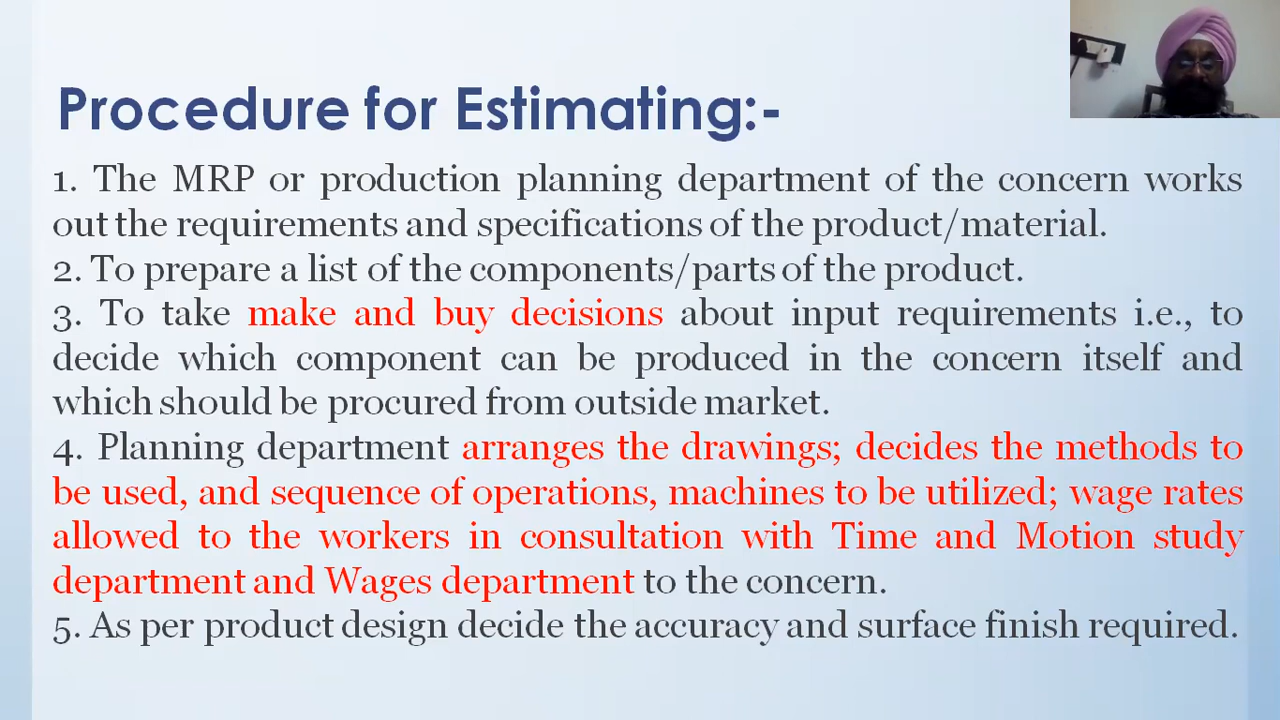 Procedure for Estimating:-
1. The MRP or production planning department of the concern works
out the requirements and specifications of the product/material.
2. To prepare a list of the components/parts of the product.
3. To take make and buy decisions about input requirements i.e., to
decide which component can be produced in the concern itself and
which should be procured from outside market.
4. Planning department arranges the drawings; decides the methods to
be used, and sequence of operations, machines to be utilized; wage rates
allowed to the workers in consultation with Time and Motion study
department and Wages department to the concern.
5. As per product design decide the accuracy and surface finish required.